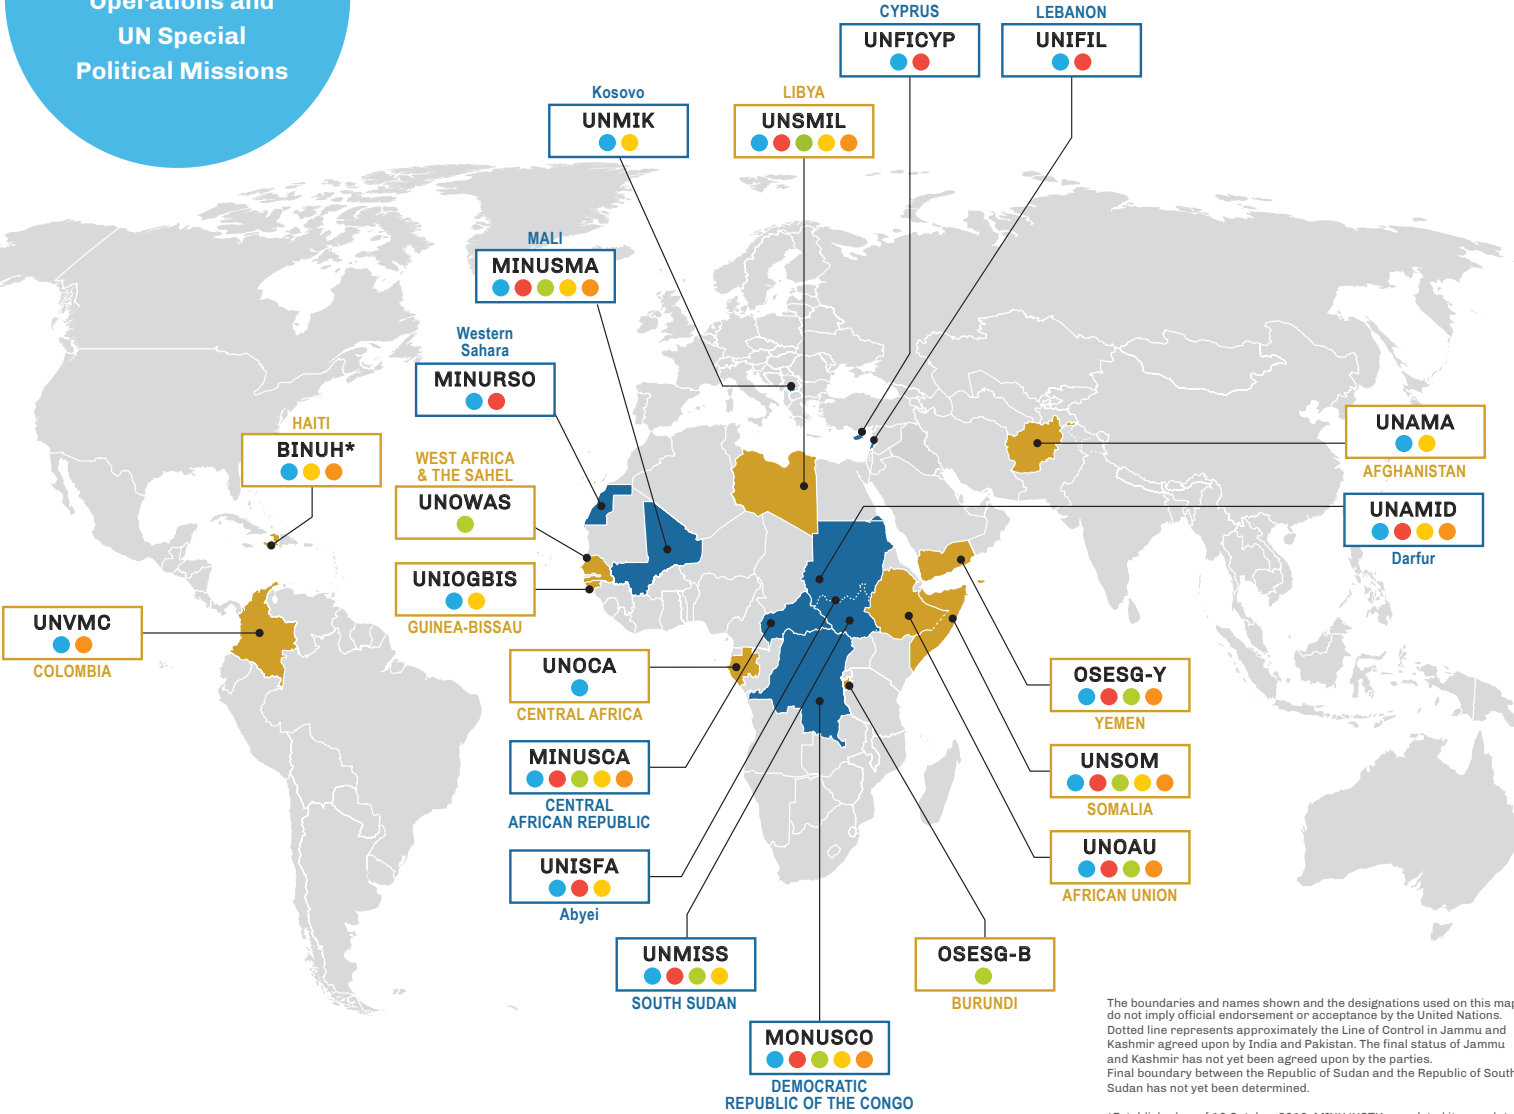 Operations and
UN Special
Political Missions
CYPRUS
UNFICYP
LEBANON
UNIFIL
Kosovo
UNMIK
LIBYA
UNSMIL
MALI
MINUSMA
Western
Sahara
MINURSO
HAITI
BINUH*
WEST AFRICA
& THE SAHEL
UNOWAS
UNIOGBIS
GUINEA-BISSAU
UNVMC
COLOMBIA
UNAMA
AFGHANISTAN
UNAMID
Darfur
UNOCA
CENTRAL AFRICA
MINUSCA
CENTRAL
AFRICAN REPUBLIC
UNISFA
Abyei
UNMISS
SOUTH SUDAN
MONUSCO
DEMOCRATIC
REPUBLIC OF THE CONGO
OSESG-B
BURUNDI
OSESG-Y
YEMEN
UNSOM
SOMALIA
UNOAU
AFRICAN UNION
The boundaries and names shown and the designations used on this map
do not imply official endorsement or acceptance by the United Nations.
Dotted line represents approximately the Line of Control in Jammu and
Kashmir agreed upon by India and Pakistan. The final status of Jammu
and Kashmir has not yet been agreed upon by the parties.
Final boundary between the Republic of Sudan and the Republic of South
Sudan has not yet been determined.